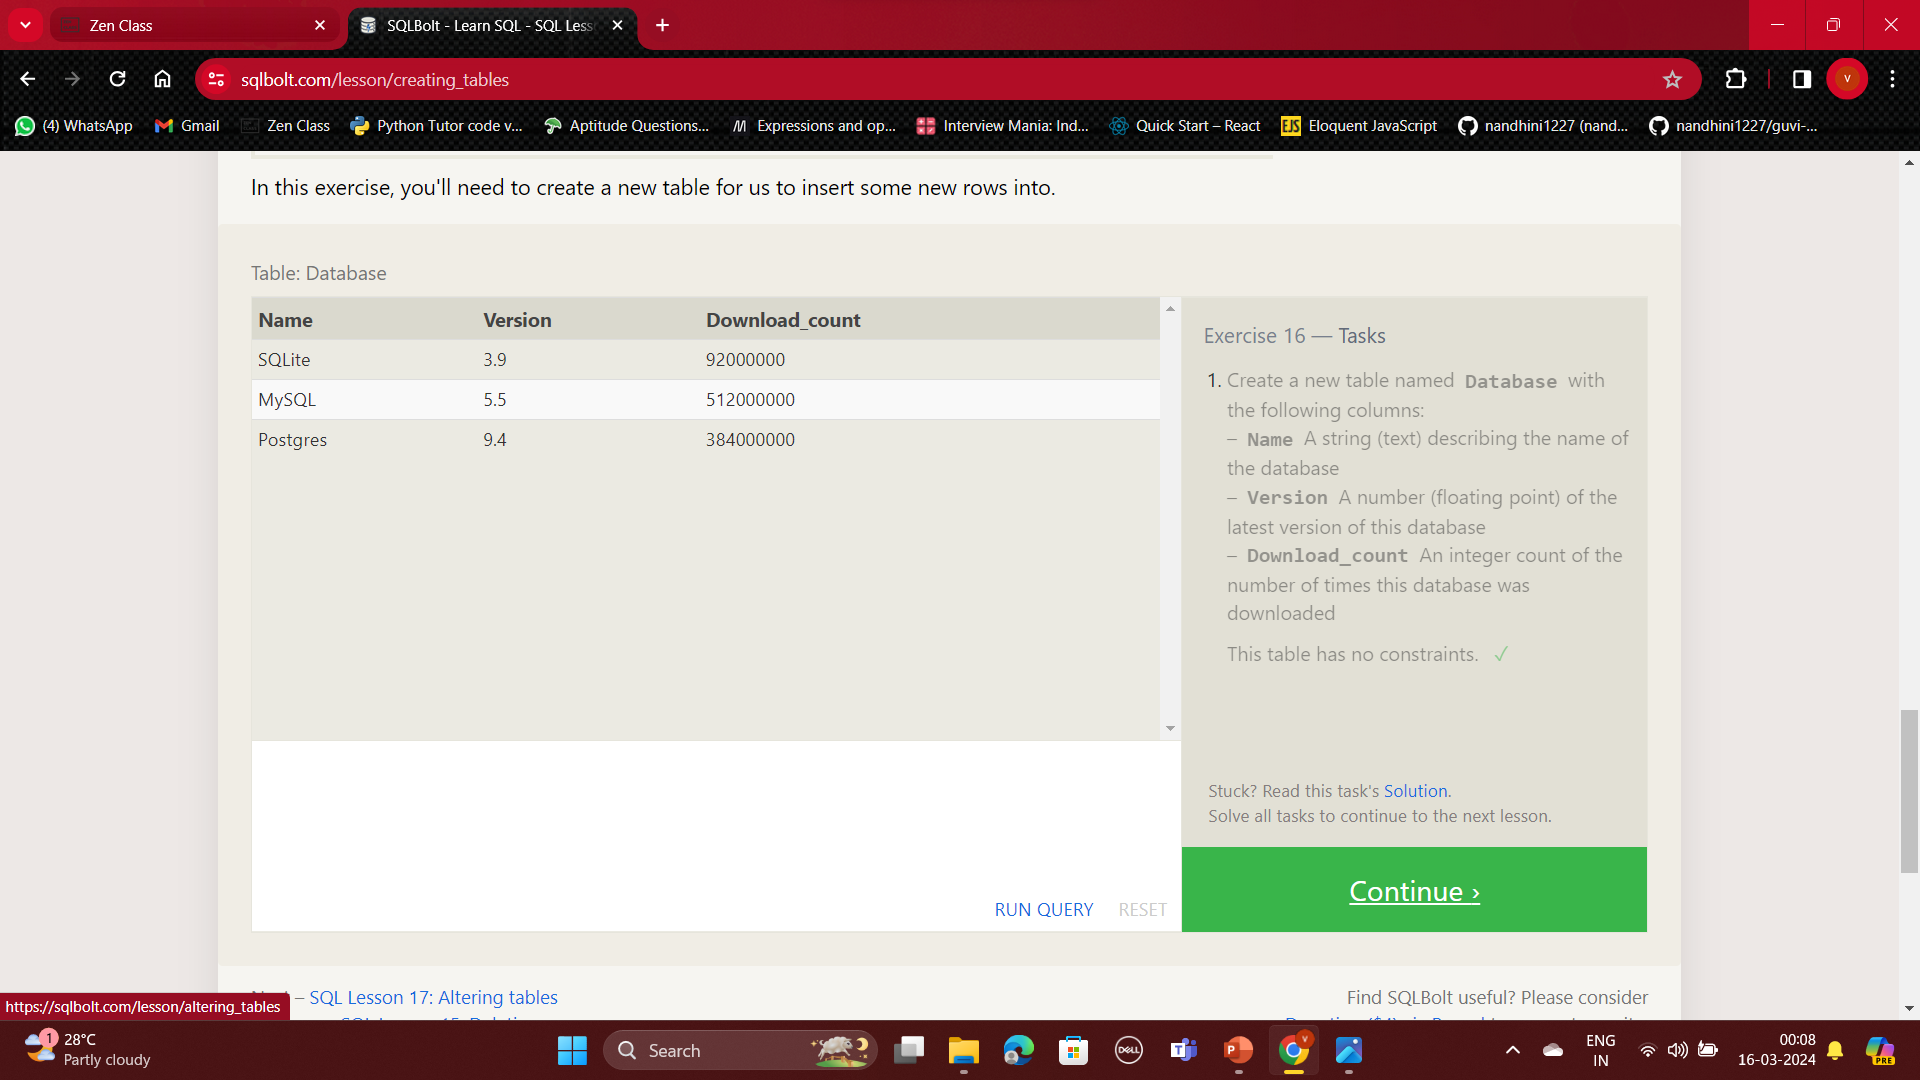 Zen Class
SQLBolt - Learn SQL - SQL Less
sqlbolt.com/lesson/creating_tables
V
(4) WhatsApp
Gmail
Zen Class
Python Tutor code v...
Aptitude Questions...
Expressions and op...
Interview Mania: Ind...
Quick Start – React
EJS
Eloquent JavaScript
nandhini1227 (nand...
nandhini1227/guvi-...
In this exercise, you'll need to create a new table for us to insert some new rows into.
Table: Database
Name Version Download_count
SQLite 3.9 92000000
MySQL 5.5 512000000
Postgres 9.4 384000000
RUN QUERY RESET
Exercise 16 — Tasks
1. Create a new table named Database with
the following columns:
– Name A string (text) describing the name of
the database
– Version A number (floating point) of the
latest version of this database
– Download_count An integer count of the
number of times this database was
downloaded
This table has no constraints. ✓
Stuck? Read this task's Solution.
Solve all tasks to continue to the next lesson.
Continue ›
– SQL Lesson 17: Altering tables
Find SQLBolt useful? Please consider
https://sqlbolt.com/lesson/altering_tables
1
28°C
Partly cloudy
Search
DELL
V
ENG
IN
00:08
16-03-2024
PRE